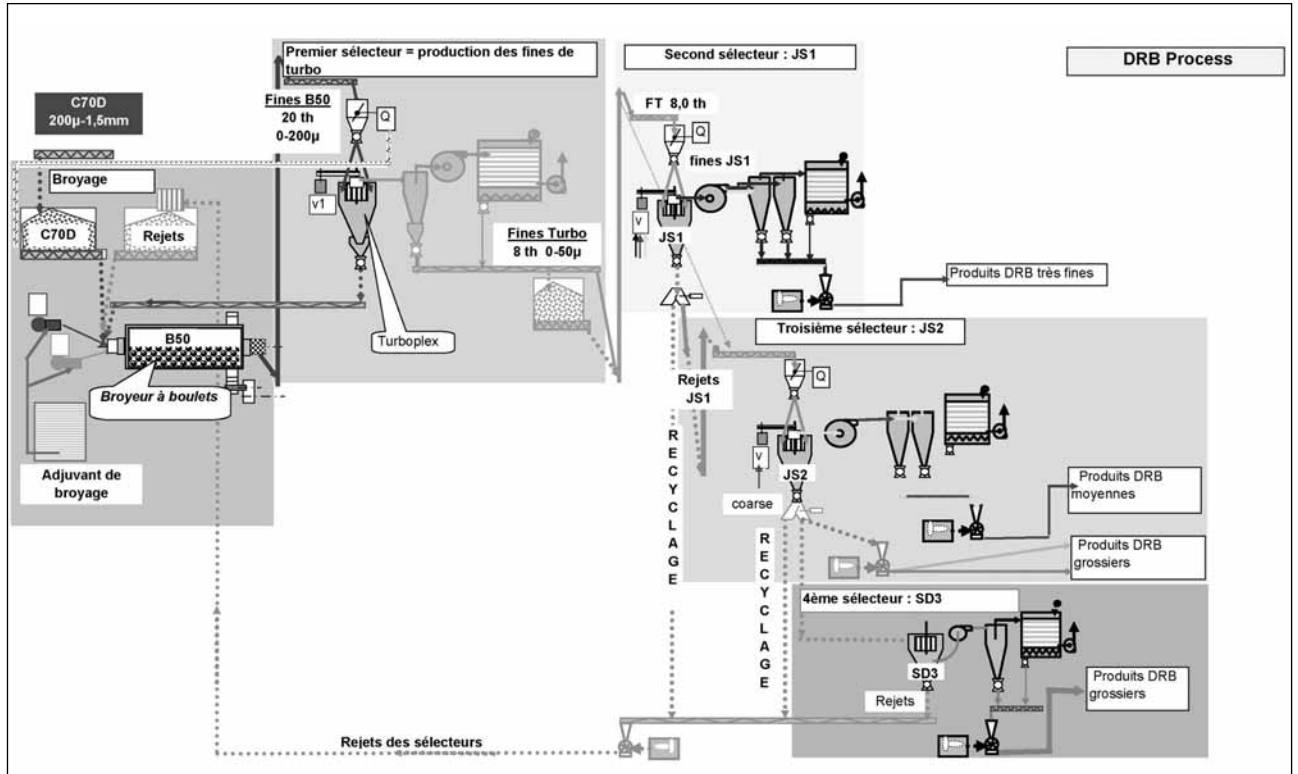 DRB Process
Premier sélecteur = production des fines de
turbo
Second sélecteur : JS1
C70D
200µ-1,5mm
Fines B50
20 th
0-200µ
Q
FT 8,0 th
Q
fines JS1
Broyage
C70D
Rejets
v1
Fines Turbo
8 th 0-50µ
V
JS1
Produits DRB très fines
B50
Broyeur à boulets
Turboplex
Troisième sélecteur : JS2
Rejets
JS1
Q
Adjuvant de
broyage
RECYCLAGE
V
JS2
coarse
Produits DRB
moyennes
RECYCLAGE
Produits DRB
grossiers
4ème sélecteur : SD3
SD3
Rejets
Produits DRB
grossiers
Rejets des sélecteurs